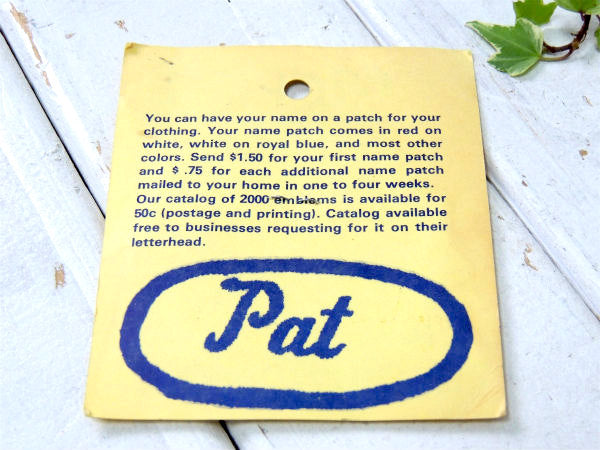 You can have your name on a patch for your
clothing. Your name patch comes in red on
white, white on royal blue, and most other
colors. Send $1.50 for your first name patch
and $ .75 for each additional name patch
mailed to your home in one to four weeks.
Our catalog of 2000 emblams is available for
50c (postage and printing). Catalog available
free to businesses requesting for it on their
letterhead.
Pat